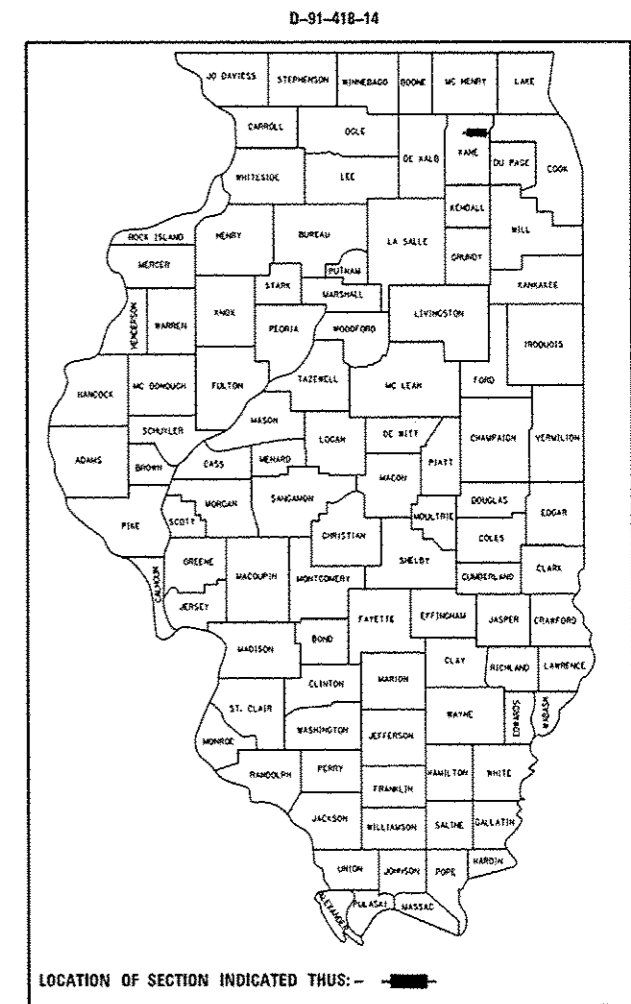 D-91-418-14
JO DAVIESS STEPHENSON WINNEBAGO BOONE MC HENRY LAKE
CARROLL OGLE DE KALB KANE DU PAGE COOK
WHITESIDE LEE
KENDALL
ROCK ISLAND HENRY BUREAU LA SALLE GRUNDY WILL
MERCER PUTNAM
STARK MARSHALL KANKAKEE
HENDERSON WARREN KNOX PEORIA WOODFORD LIVINGSTON IROQUOIS
HANCOCK MC DONOUGH FULTON TAZEWELL MC LEAN FORD
MASON
SCHUYLER LOGAN DE WITT CHAMPAIGN VERMILION
ADAMS BROWN CASS MENARD MACON PIATT
PIKE SCOTT MORGAN SANGAMON CHRISTIAN MOULTRIE DOUGLAS EDGAR
COLES
CALHOUN GREENE MACOUPIN MONTGOMERY SHELBY CUMBERLAND CLARK
JERSEY
FAYETTE EFFINGHAM JASPER CRAWFORD
MADISON BOND
CLAY RICHLAND LAWRENCE
CLINTON MARION
ST. CLAIR WAYNE EDWARDS WABASH
MONROE WASHINGTON JEFFERSON
RANDOLPH PERRY HAMILTON WHITE
FRANKLIN
JACKSON WILLIAMSON SALINE GALLATIN
UNION JOHNSON POPE HARDIN
ALEXANDER PULASKI MASSAC
LOCATION OF SECTION INDICATED THUS:-